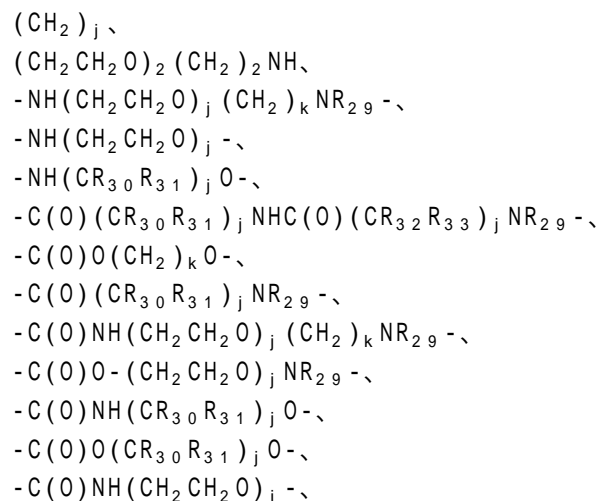 (CH₂)ⱼ、
(CH₂CH₂O)₂(CH₂)₂NH、
-NH(CH₂CH₂O)ⱼ(CH₂)ₖNR₂₉-、
-NH(CH₂CH₂O)ⱼ-、
-NH(CR₃₀R₃₁)ⱼO-、
-C(O)(CR₃₀R₃₁)ⱼNHC(O)(CR₃₂R₃₃)ⱼNR₂₉-、
-C(O)O(CH₂)ₖO-、
-C(O)(CR₃₀R₃₁)ⱼNR₂₉-、
-C(O)NH(CH₂CH₂O)ⱼ(CH₂)ₖNR₂₉-、
-C(O)O-(CH₂CH₂O)ⱼNR₂₉-、
-C(O)NH(CR₃₀R₃₁)ⱼO-、
-C(O)O(CR₃₀R₃₁)ⱼO-、
-C(O)NH(CH₂CH₂O)ⱼ-、